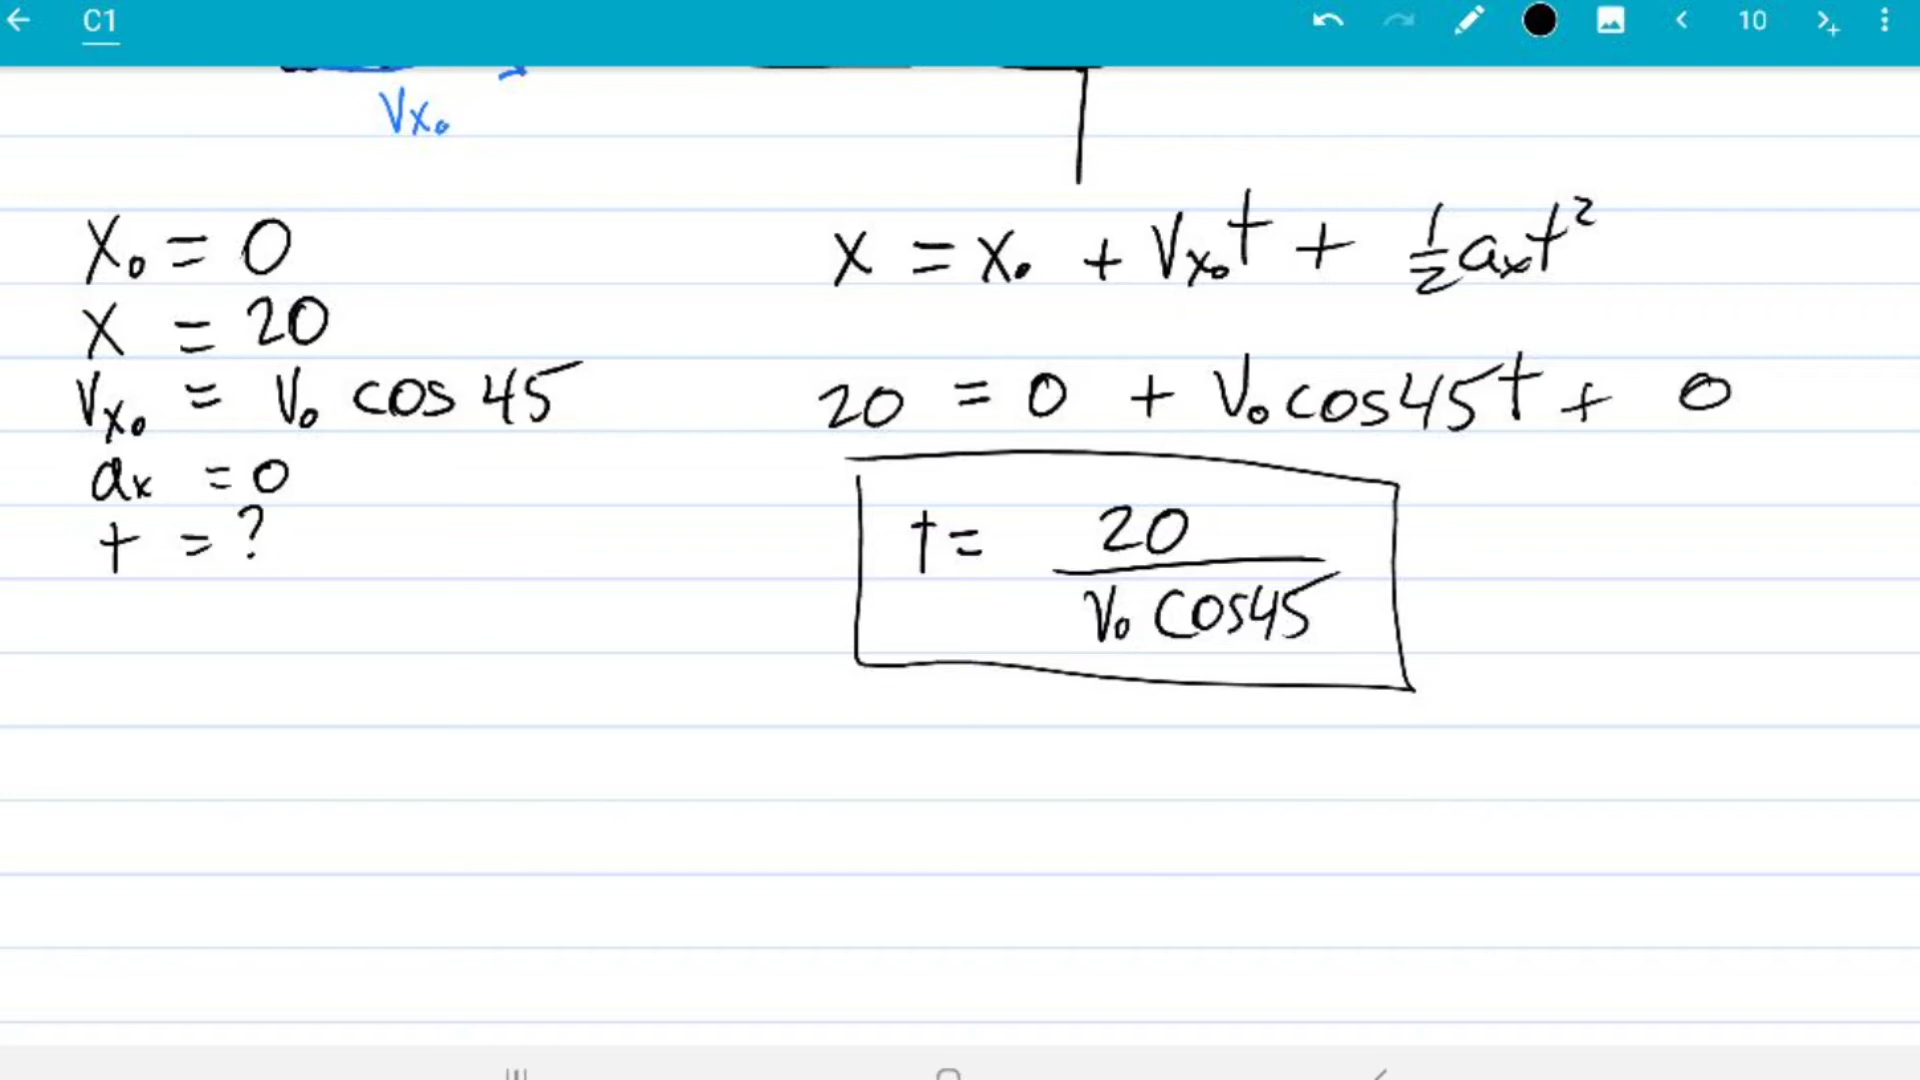 C1
10
Vx₀
x₀ = 0
x = 20
Vx₀ = V₀ cos 45
aₓ = 0
t = ?
x = x₀ + Vx₀t + ½aₓt²
20 = 0 + V₀cos45t + 0
t = 20 / V₀ cos45